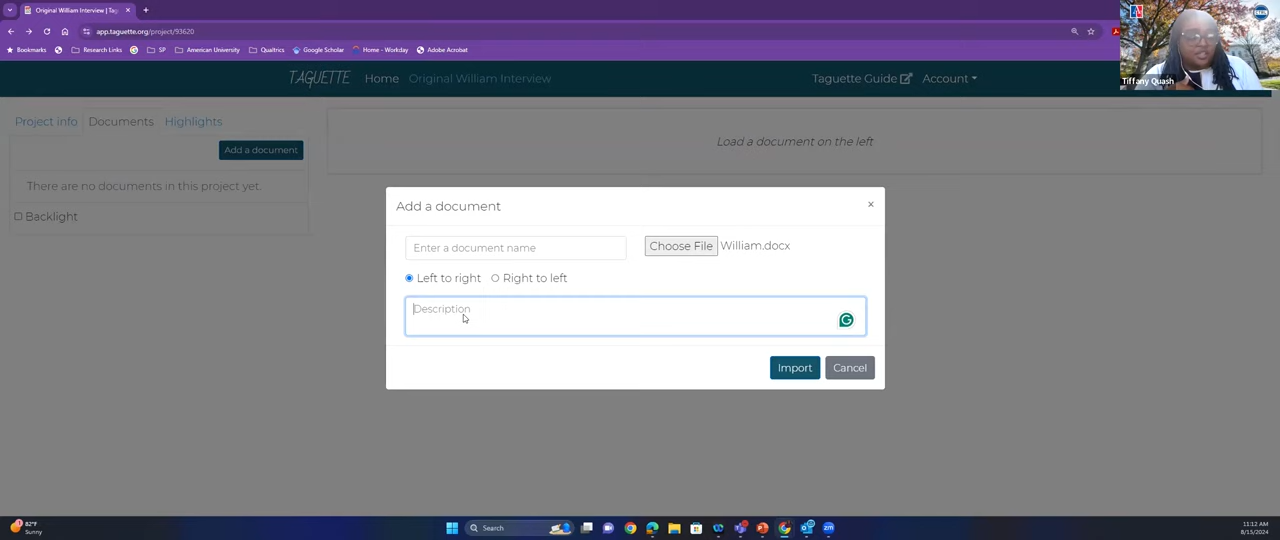 Original William Interview | Tag
app.taguette.org/project/93620
Bookmarks Research Links SP American University Qualtrics Google Scholar Home - Workday Adobe Acrobat
TAGUETTE Home Original William Interview Taguette Guide Account
Tiffany Quash
Project info Documents Highlights
Add a document
There are no documents in this project yet.
Backlight
Load a document on the left
Add a document
×
Enter a document name
Choose File William.docx
Left to right Right to left
Description
Import Cancel
82°F
Sunny
Search
11:12 AM
8/15/2024